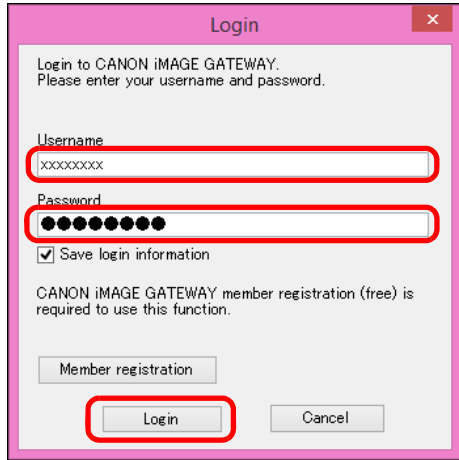 Login
Login to CANON iMAGE GATEWAY.
Please enter your username and password.
Username
xxxxxxxx
Password
●●●●●●●●
Save login information
CANON iMAGE GATEWAY member registration (free) is
required to use this function.
Member registration
Login Cancel